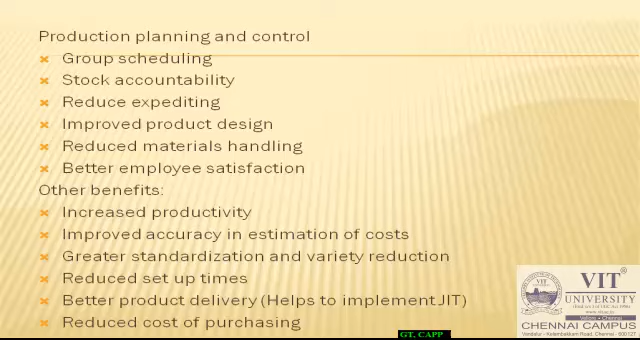 Production planning and control
Group scheduling
Stock accountability
Reduce expediting
Improved product design
Reduced materials handling
Better employee satisfaction
Other benefits:
Increased productivity
Improved accuracy in estimation of costs
Greater standardization and variety reduction
Reduced set up times
Better product delivery (Helps to implement JIT)
Reduced cost of purchasing
VIT®
UNIVERSITY
Vellore • Chennai
CHENNAI CAMPUS
GT, CAPP